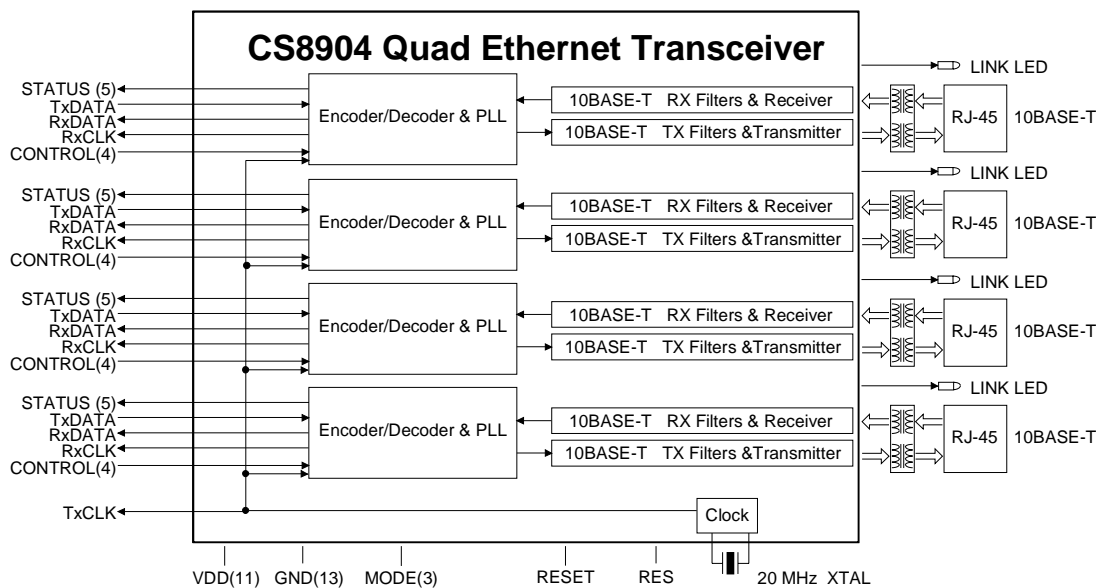 CS8904 Quad Ethernet Transceiver
LINK LED
STATUS (5)
TxDATA
RxDATA
RxCLK
CONTROL(4)
Encoder/Decoder & PLL
10BASE-T RX Filters & Receiver
10BASE-T TX Filters &Transmitter
RJ-45
10BASE-T
LINK LED
STATUS (5)
TxDATA
RxDATA
RxCLK
CONTROL(4)
Encoder/Decoder & PLL
10BASE-T RX Filters & Receiver
10BASE-T TX Filters &Transmitter
RJ-45
10BASE-T
LINK LED
STATUS (5)
TxDATA
RxDATA
RxCLK
CONTROL(4)
Encoder/Decoder & PLL
10BASE-T RX Filters & Receiver
10BASE-T TX Filters &Transmitter
RJ-45
10BASE-T
LINK LED
STATUS (5)
TxDATA
RxDATA
RxCLK
CONTROL(4)
Encoder/Decoder & PLL
10BASE-T RX Filters & Receiver
10BASE-T TX Filters &Transmitter
RJ-45
10BASE-T
TxCLK
Clock
VDD(11)
GND(13)
MODE(3)
RESET
RES
20 MHz XTAL